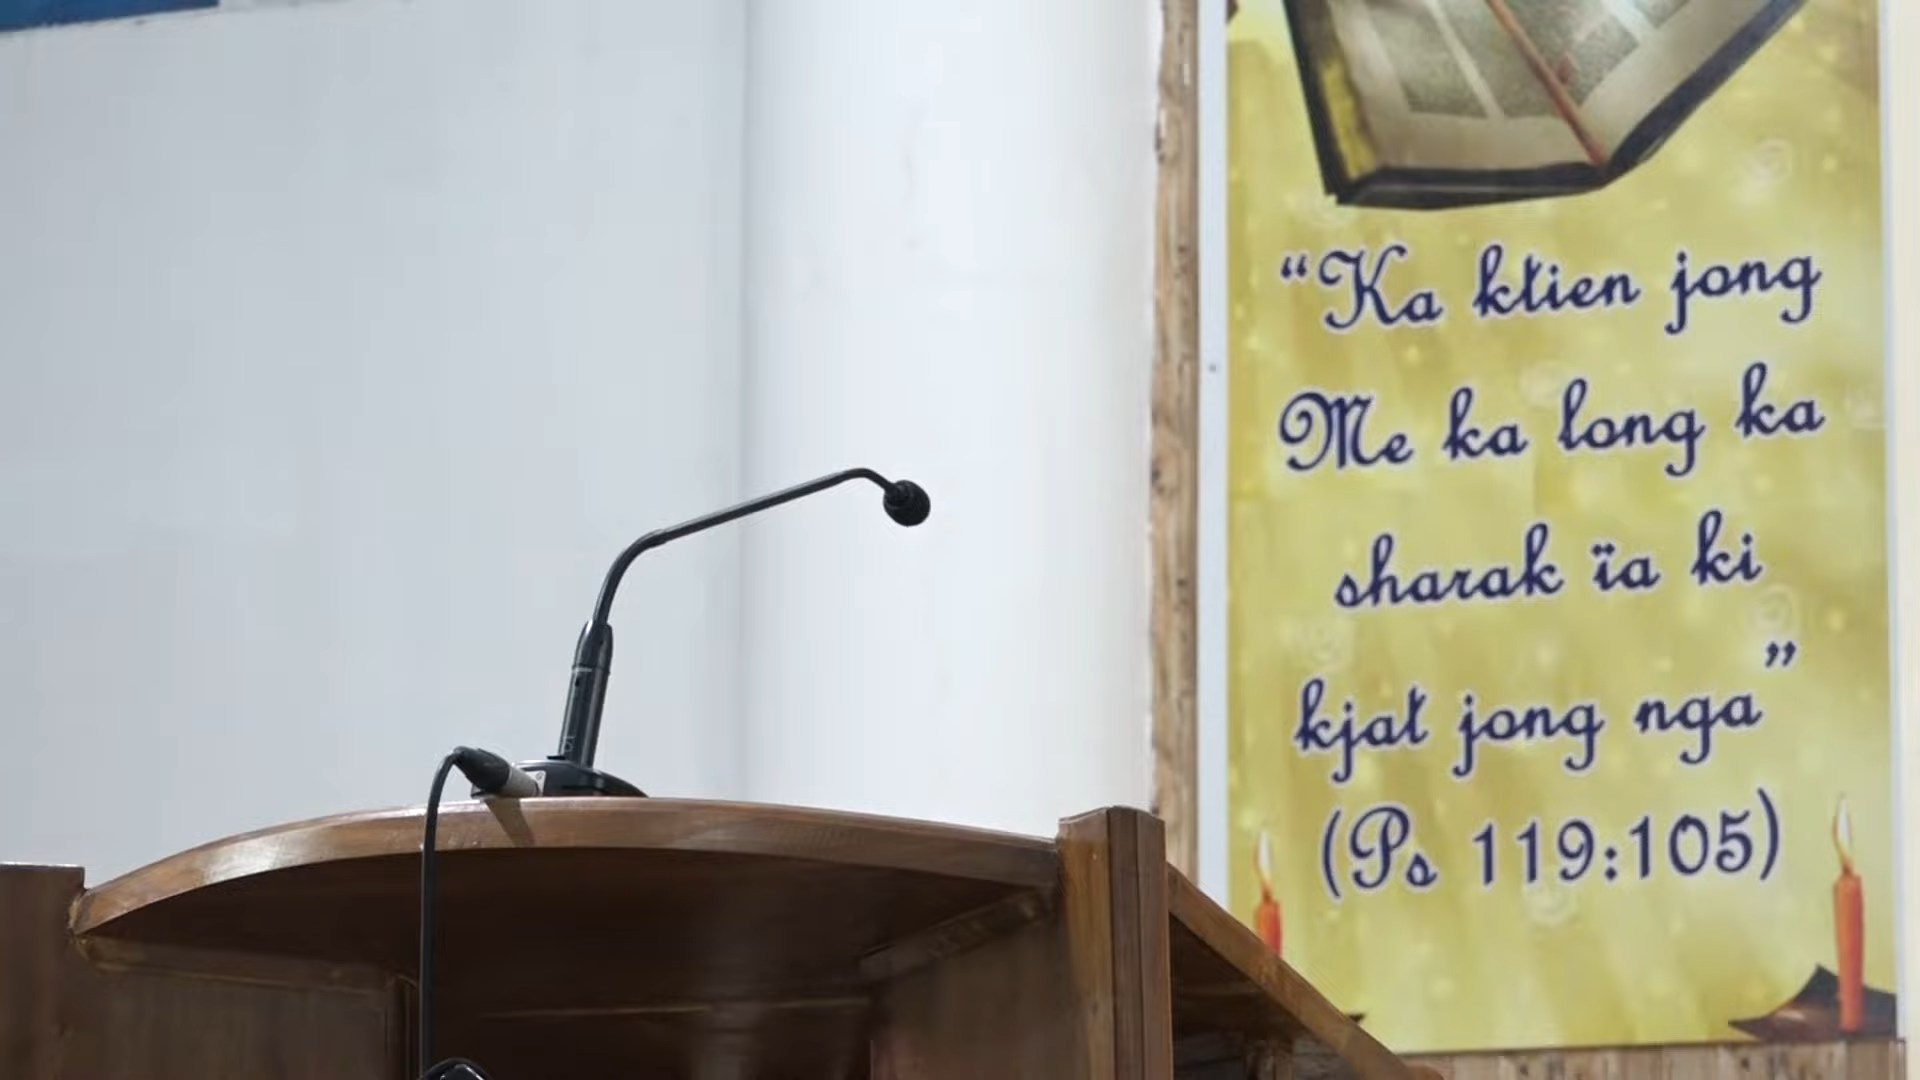 “Ka ktien jong
Me ka long ka
sharak ïa ki
kjat jong nga”
(Ps 119:105)